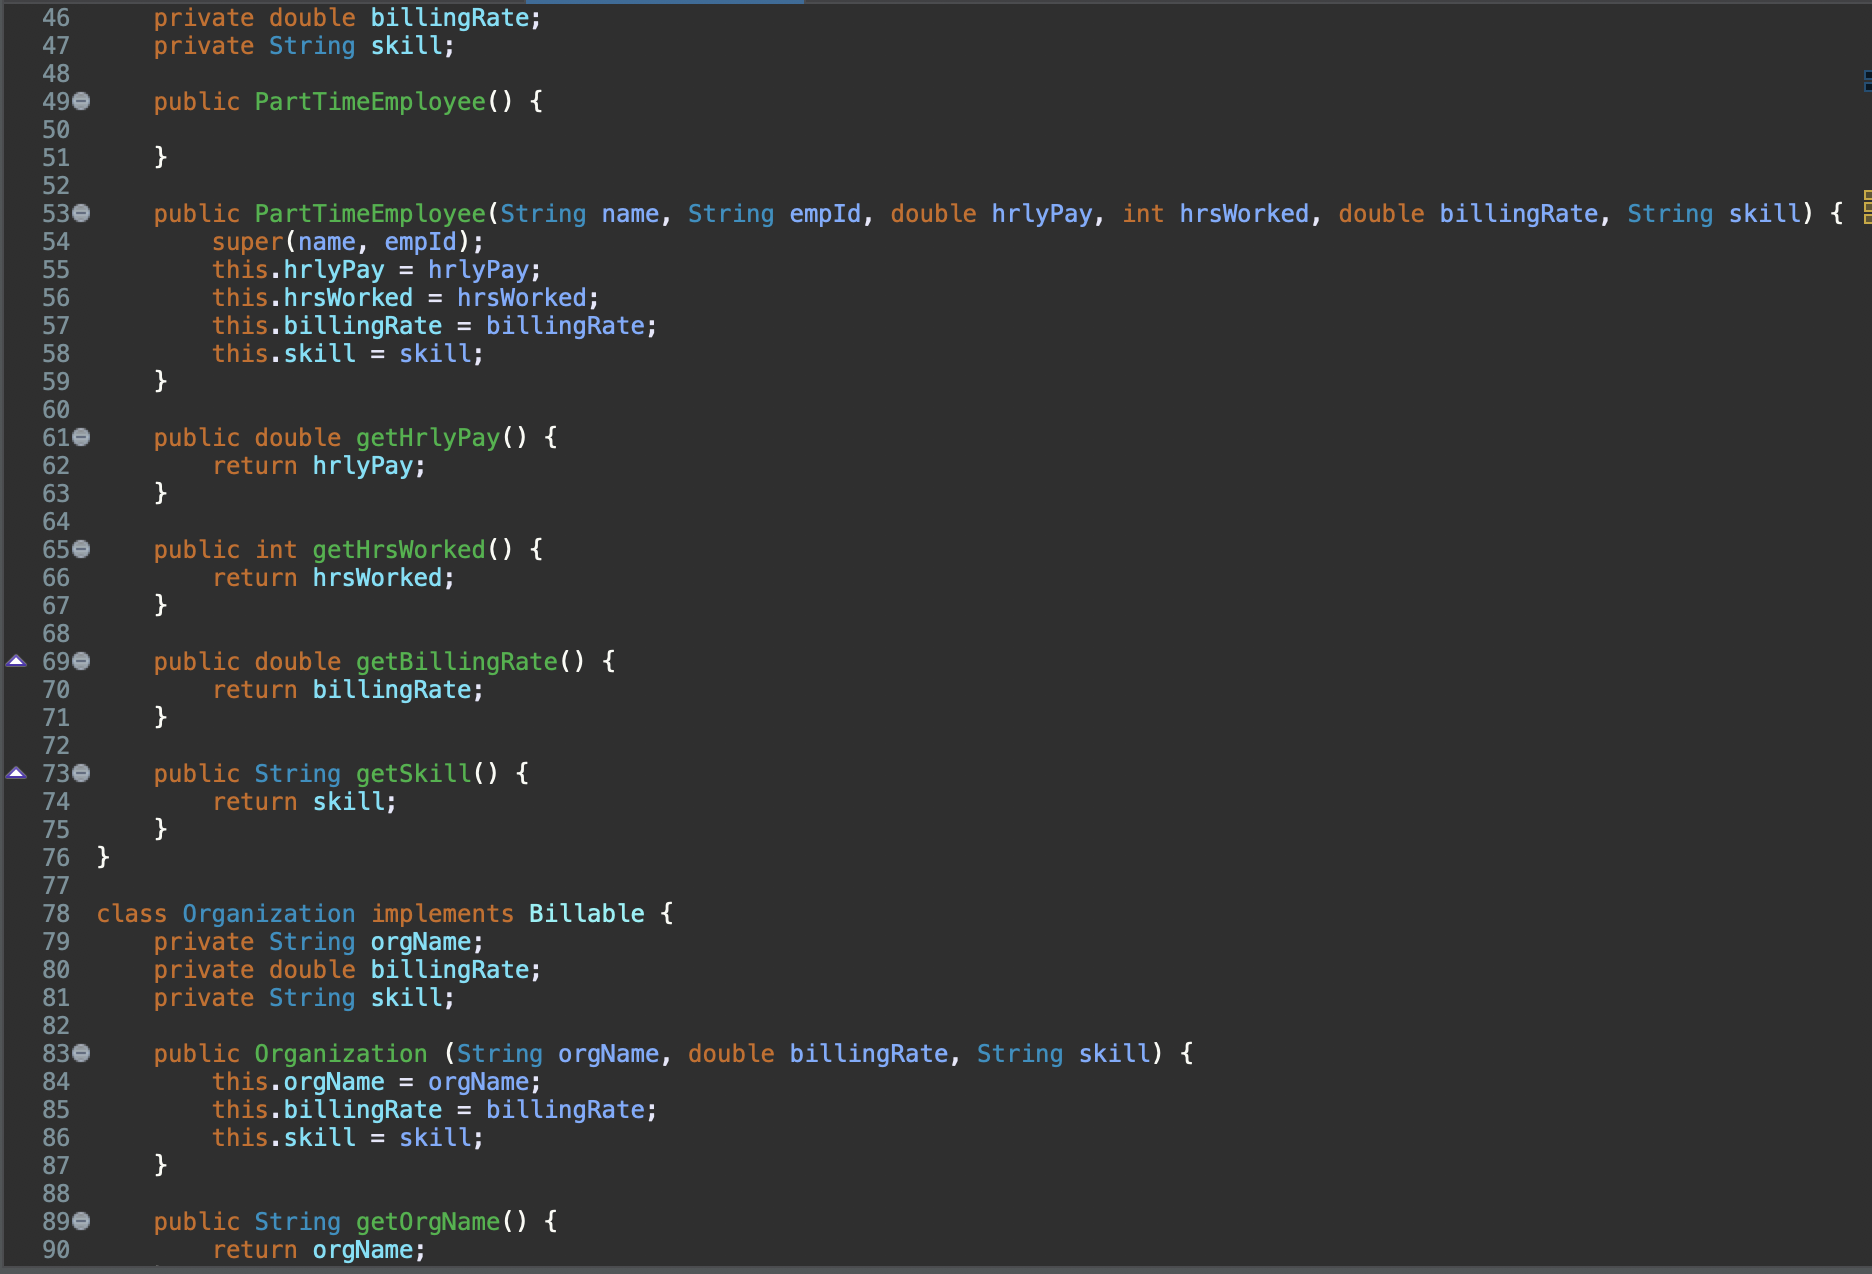 46 private double billingRate;
47 private String skill;
48
49 public PartTimeEmployee() {
50
51 }
52
53 public PartTimeEmployee(String name, String empId, double hrlyPay, int hrsWorked, double billingRate, String skill) {
54 super(name, empId);
55 this.hrlyPay = hrlyPay;
56 this.hrsWorked = hrsWorked;
57 this.billingRate = billingRate;
58 this.skill = skill;
59 }
60
61 public double getHrlyPay() {
62 return hrlyPay;
63 }
64
65 public int getHrsWorked() {
66 return hrsWorked;
67 }
68
69 public double getBillingRate() {
70 return billingRate;
71 }
72
73 public String getSkill() {
74 return skill;
75 }
76 }
77
78 class Organization implements Billable {
79 private String orgName;
80 private double billingRate;
81 private String skill;
82
83 public Organization (String orgName, double billingRate, String skill) {
84 this.orgName = orgName;
85 this.billingRate = billingRate;
86 this.skill = skill;
87 }
88
89 public String getOrgName() {
90 return orgName;